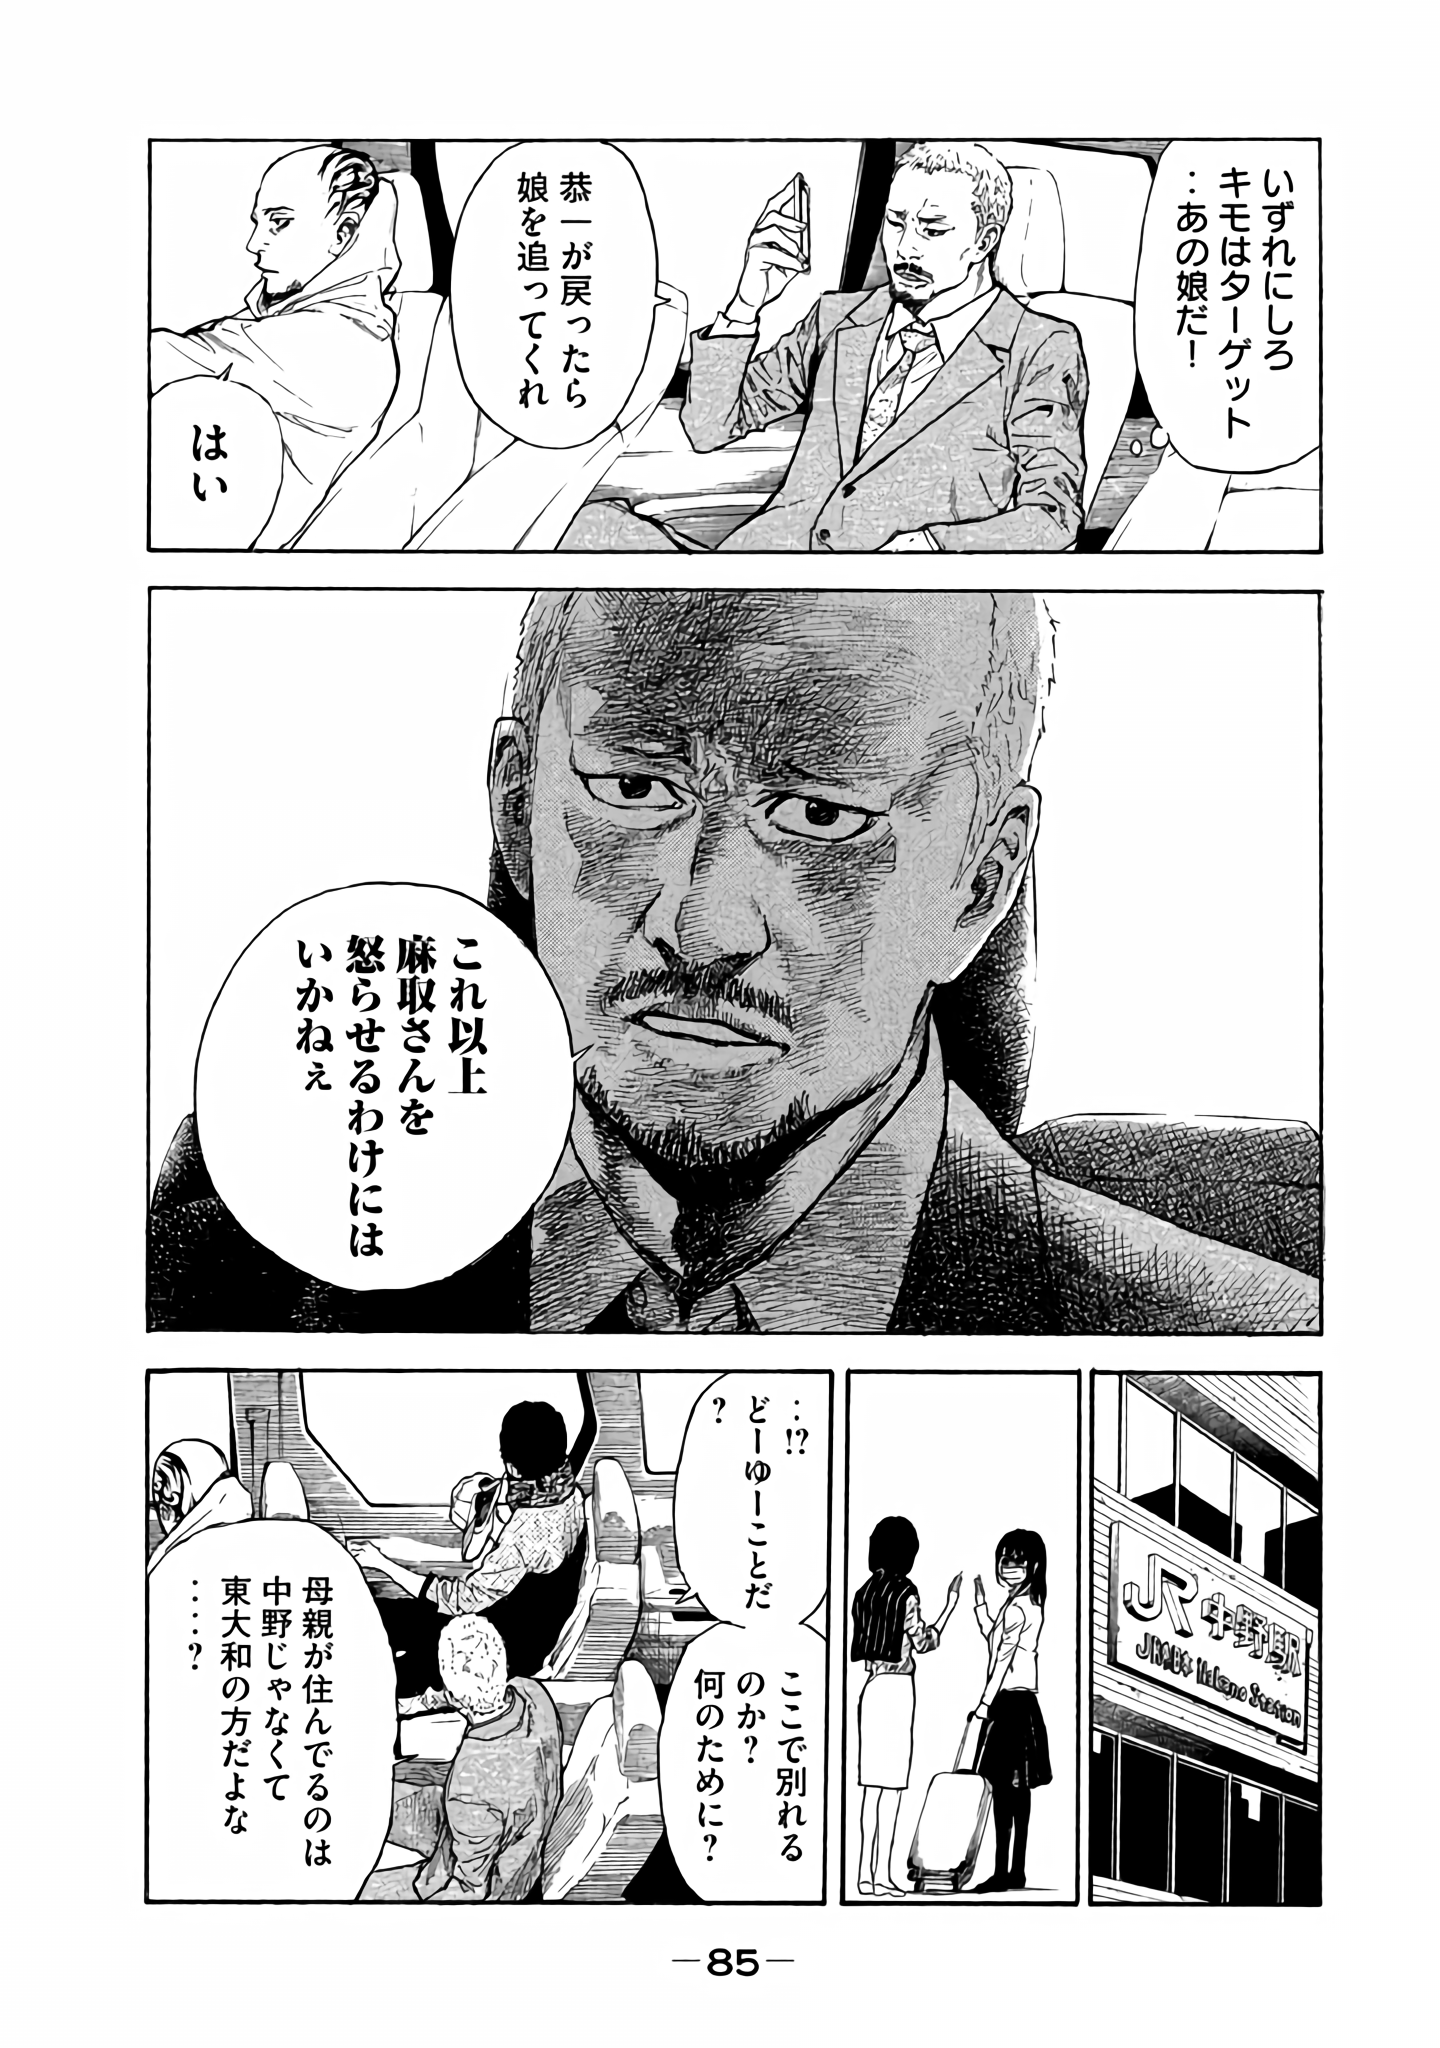 いずれにしろ
キモはターゲット
‥あの娘だ！
恭一が戻ったら
娘を追ってくれ
はい
これ以上
麻取さんを
怒らせるわけには
いかねぇ
JR中野駅
Nakano Station
‥!?
どーゆーことだ
？
ここで別れる
のか？
何のために？
母親が住んでるのは
中野じゃなくて
東大和の方だよな
‥‥‥？
—85—